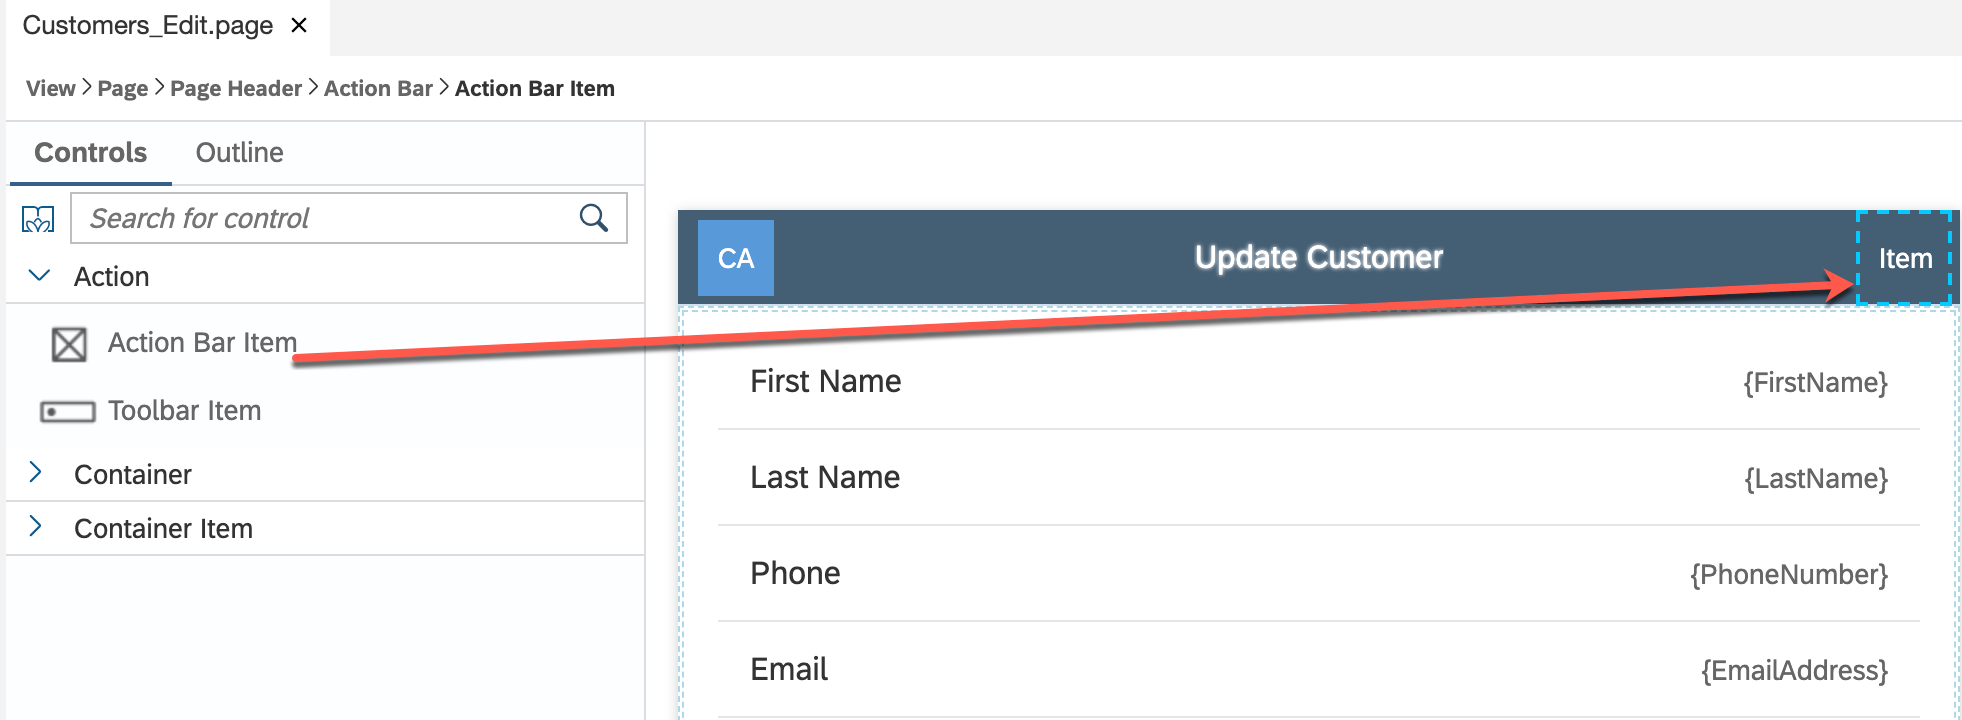 Customers_Edit.page ×
View > Page > Page Header > Action Bar > Action Bar Item
Controls Outline
Search for control
Action
Action Bar Item
Toolbar Item
Container
Container Item
CA Update Customer Item
First Name {FirstName}
Last Name {LastName}
Phone {PhoneNumber}
Email {EmailAddress}